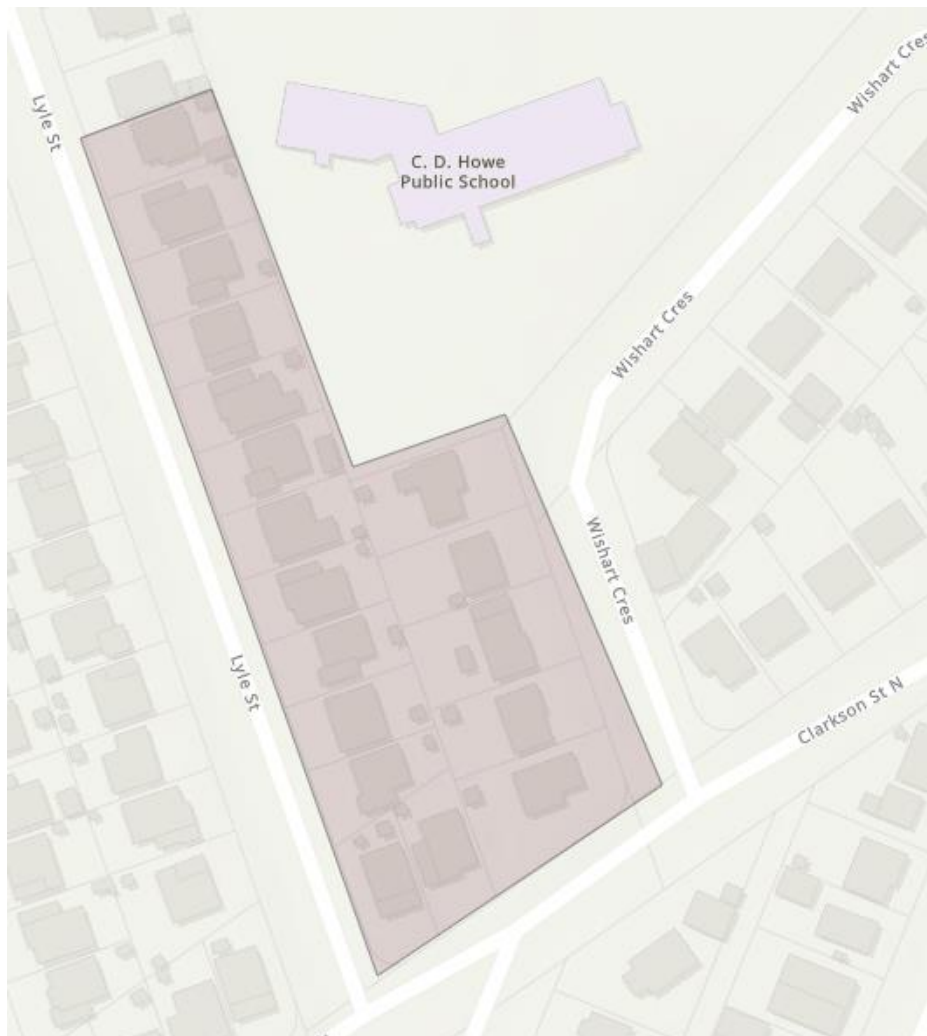 Wishart Cres
Lyle St
C. D. Howe
Public School
Wishart Cres
Wishart Cres
Lyle St
Clarkson St N